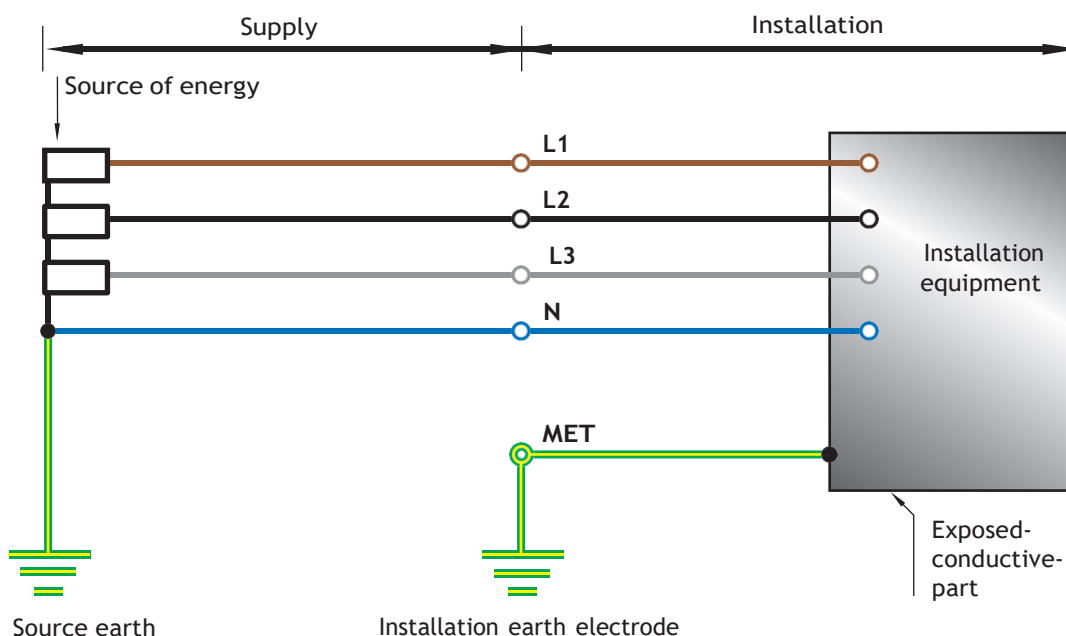 Supply
Installation
Source of energy
L1
L2
L3
N
Installation
equipment
MET
Exposed-
conductive-
part
Source earth
Installation earth electrode